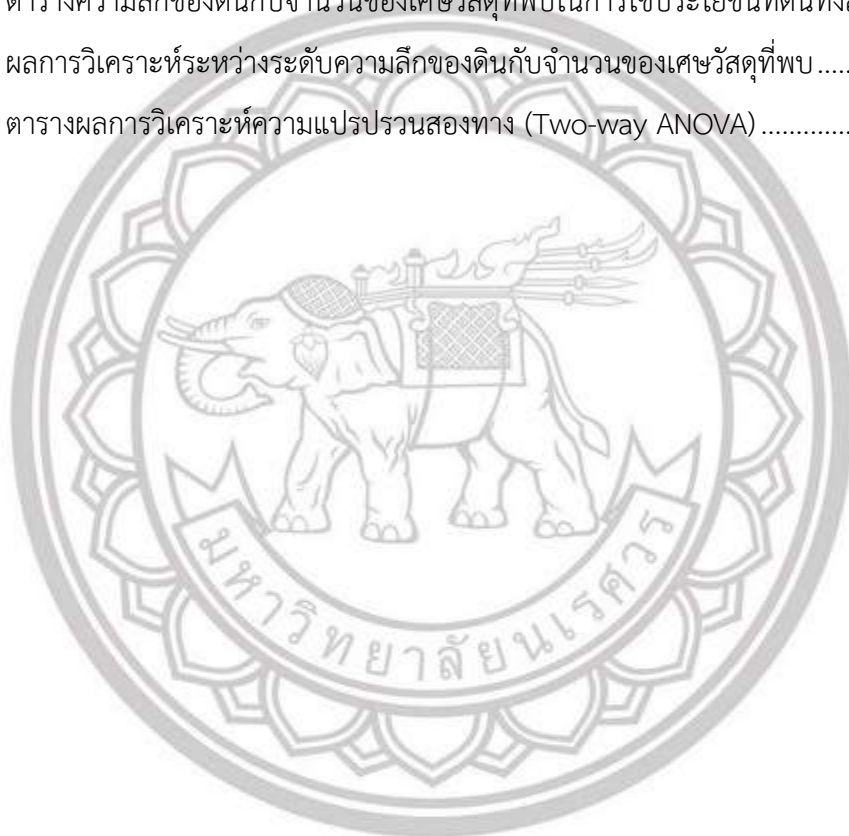 ตารางความลึกของดินกับจำนวนของเศษวัสดุที่พบในการใช้ประโยชน์ที่ดินทั้ง
ผลการวิเคราะห์ระหว่างระดับความลึกของดินกับจำนวนของเศษวัสดุที่พบ.....
ตารางผลการวิเคราะห์ความแปรปรวนสองทาง (Two-way ANOVA).............
มหาวิทยาลัยนเรศวร